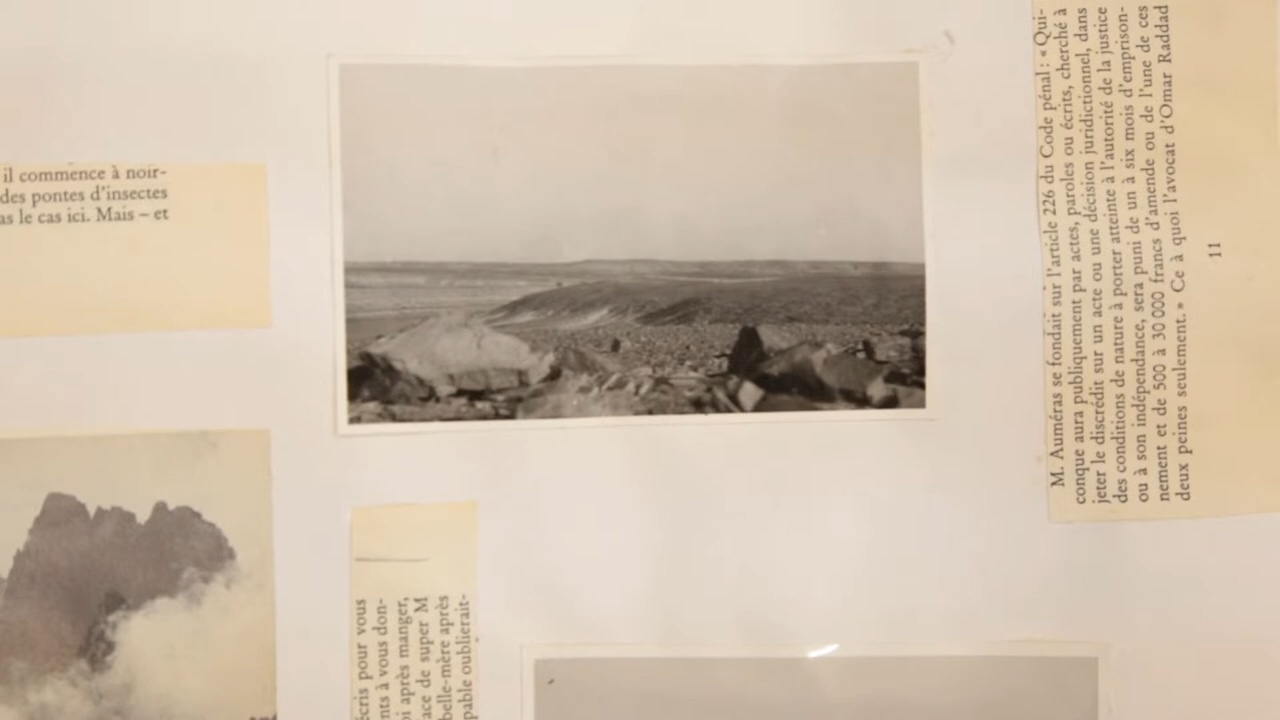 il commence à noir-
des pontes d'insectes
as le cas ici. Mais – et
écris pour vous
nts à vous don-
oi après manger,
ace de super M
belle-mère après
pable oublierait-
M. Auméras se fondait sur l'article 226 du Code pénal : « Qui-
conque aura publiquement par actes, paroles ou écrits, cherché à
jeter le discrédit sur un acte ou une décision juridictionnel, dans
des conditions de nature à porter atteinte à l'autorité de la justice
ou à son indépendance, sera puni de un à six mois d'emprison-
nement et de 500 à 30 000 francs d'amende ou de l'une de ces
deux peines seulement. » Ce à quoi l'avocat d'Omar Raddad
11